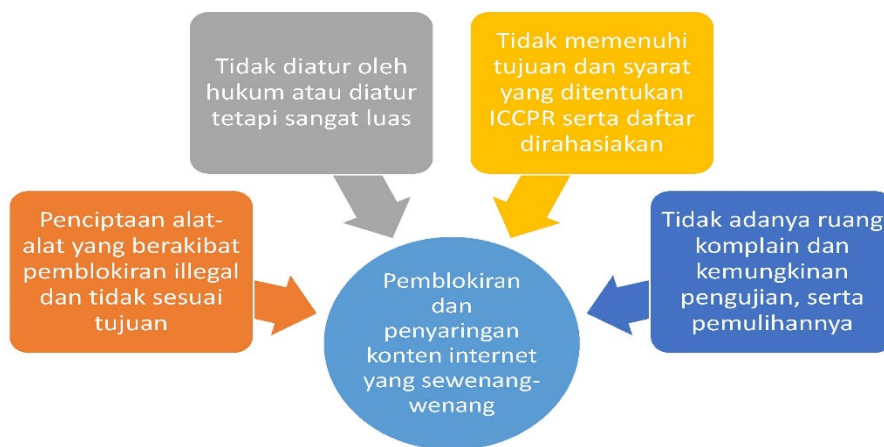 Tidak diatur oleh
hukum atau diatur
tetapi sangat luas
Tidak memenuhi
tujuan dan syarat
yang ditentukan
ICCPR serta daftar
dirahasiakan
Penciptaan alat-
alat yang berakibat
pemblokiran illegal
dan tidak sesuai
tujuan
Tidak adanya ruang
komplain dan
kemungkinan
pengujian, serta
pemulihannya
Pemblokiran
dan
penyaringan
konten internet
yang sewenang-
wenang